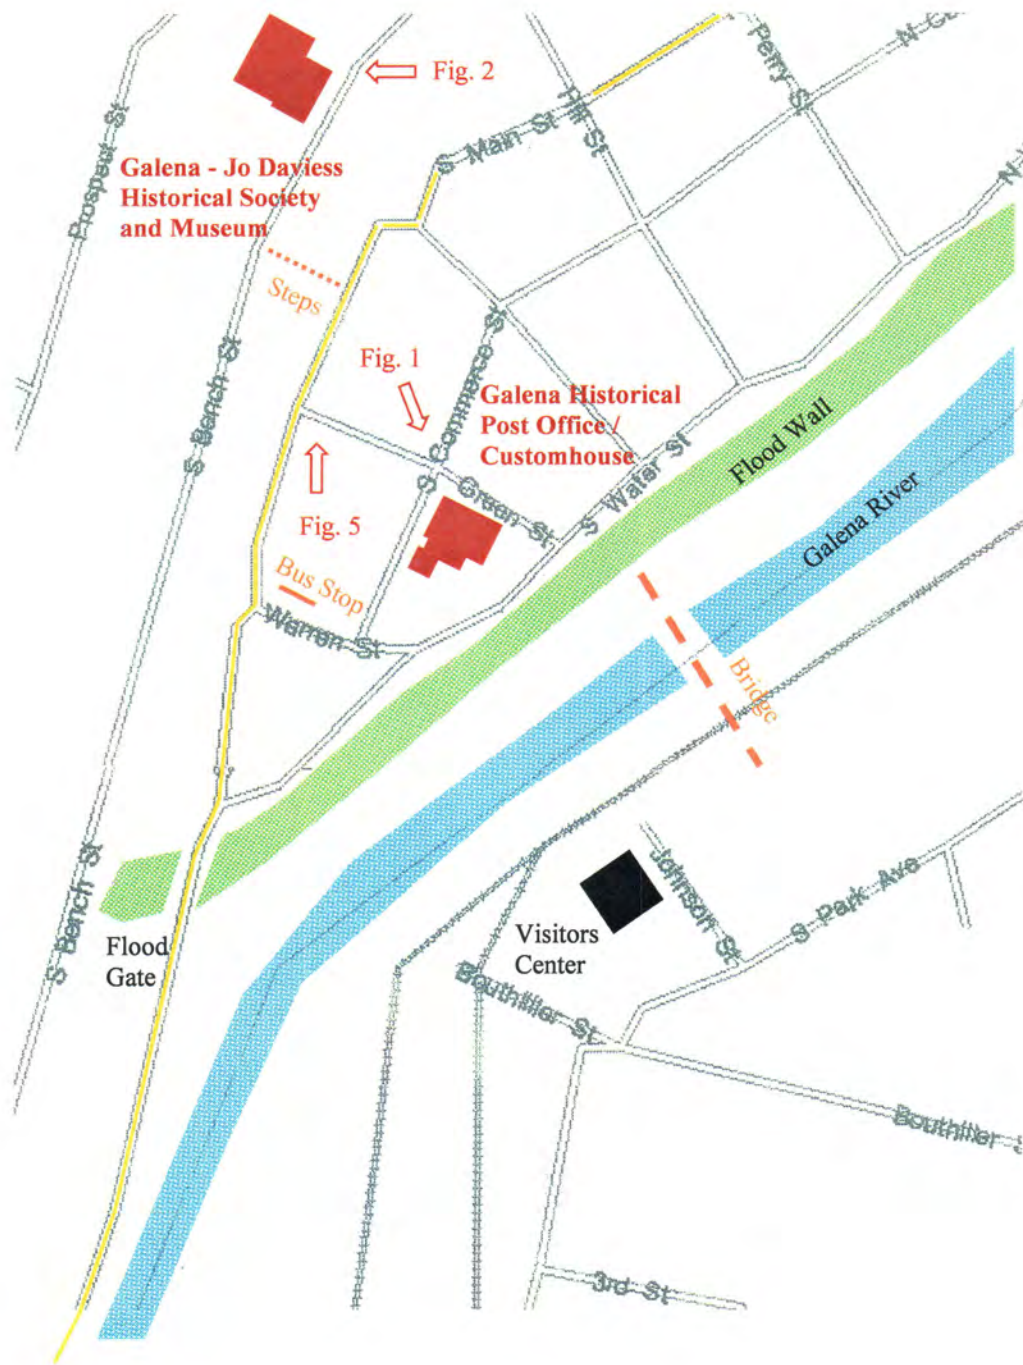 Fig. 2
Perry St
S Main St
Hill St
Prospect St
Galena - Jo Daviess
Historical Society
and Museum
Steps
S Bench St
Fig. 1
S Commerce St
Galena Historical
Post Office /
Customhouse
Green St
S Water St
Flood Wall
Galena River
Fig. 5
Bus Stop
Warren St
Bridge
S Bench St
Flood
Gate
Visitors
Center
Johnson St
S Park Ave
Bouthillier St
Bouthillier S
3rd St